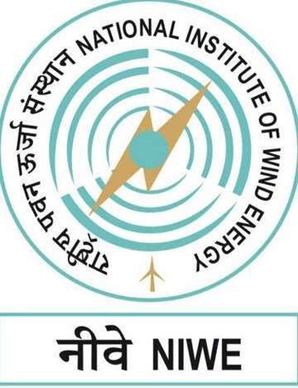 राष्ट्रीय पवन ऊर्जा संस्थान
NATIONAL INSTITUTE OF WIND ENERGY
नीवे NIWE